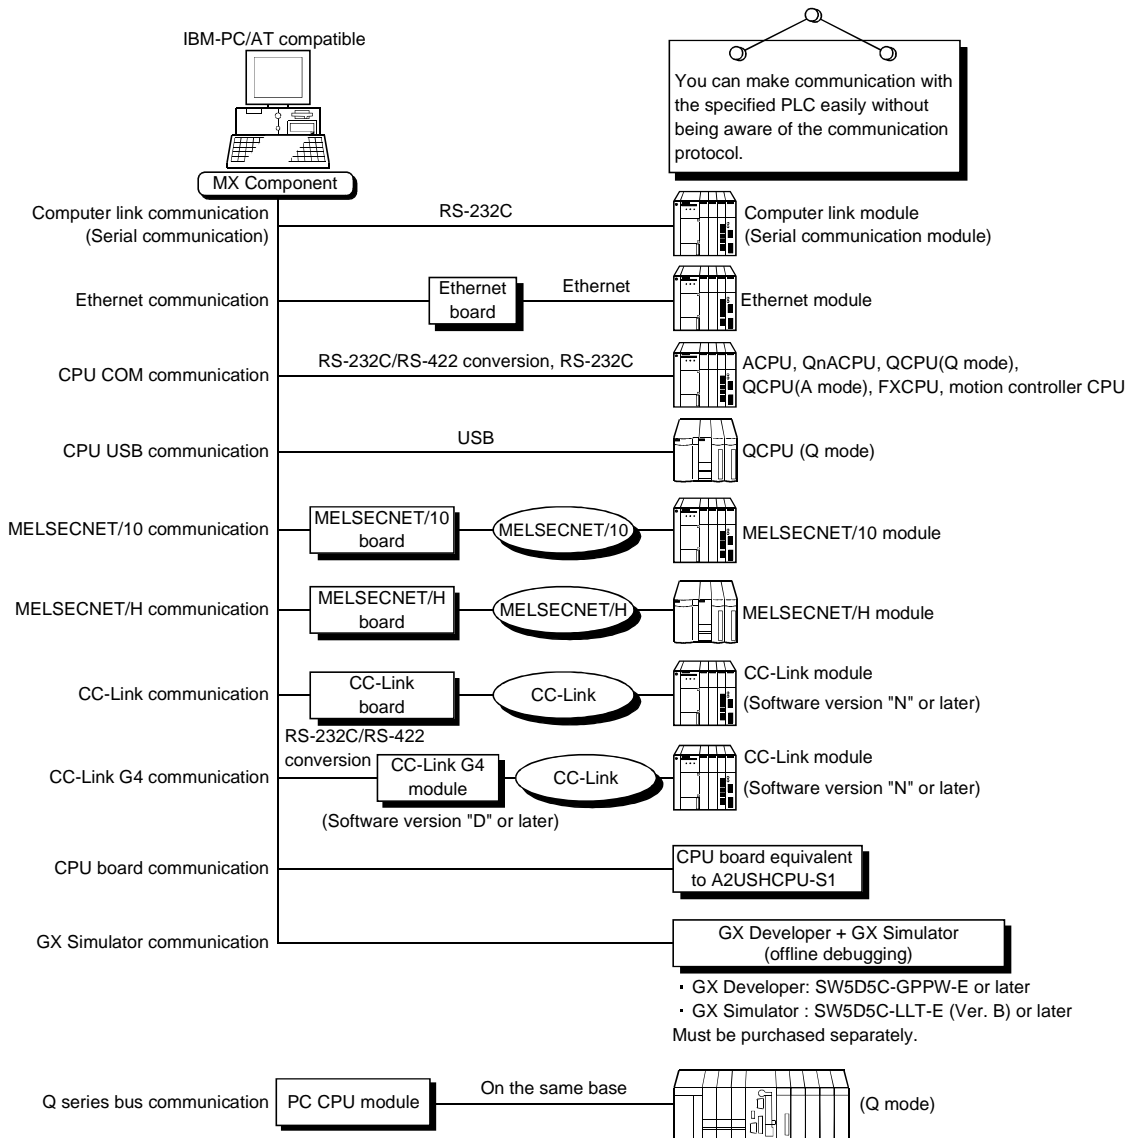 IBM-PC/AT compatible
You can make communication with
the specified PLC easily without
being aware of the communication
protocol.
MX Component
Computer link communication
(Serial communication)
RS-232C
Computer link module
(Serial communication module)
Ethernet communication
Ethernet
board
Ethernet
Ethernet module
CPU COM communication
RS-232C/RS-422 conversion, RS-232C
ACPU, QnACPU, QCPU(Q mode),
QCPU(A mode), FXCPU, motion controller CPU
CPU USB communication
USB
QCPU (Q mode)
MELSECNET/10 communication
MELSECNET/10
board
MELSECNET/10
MELSECNET/10 module
MELSECNET/H communication
MELSECNET/H
board
MELSECNET/H
MELSECNET/H module
CC-Link communication
CC-Link
board
CC-Link
CC-Link module
(Software version "N" or later)
CC-Link G4 communication
RS-232C/RS-422
conversion
CC-Link G4
module
(Software version "D" or later)
CC-Link
CC-Link module
(Software version "N" or later)
CPU board communication
CPU board equivalent
to A2USHCPU-S1
GX Simulator communication
GX Developer + GX Simulator
(offline debugging)
· GX Developer: SW5D5C-GPPW-E or later
· GX Simulator : SW5D5C-LLT-E (Ver. B) or later
Must be purchased separately.
Q series bus communication
PC CPU module
On the same base
(Q mode)